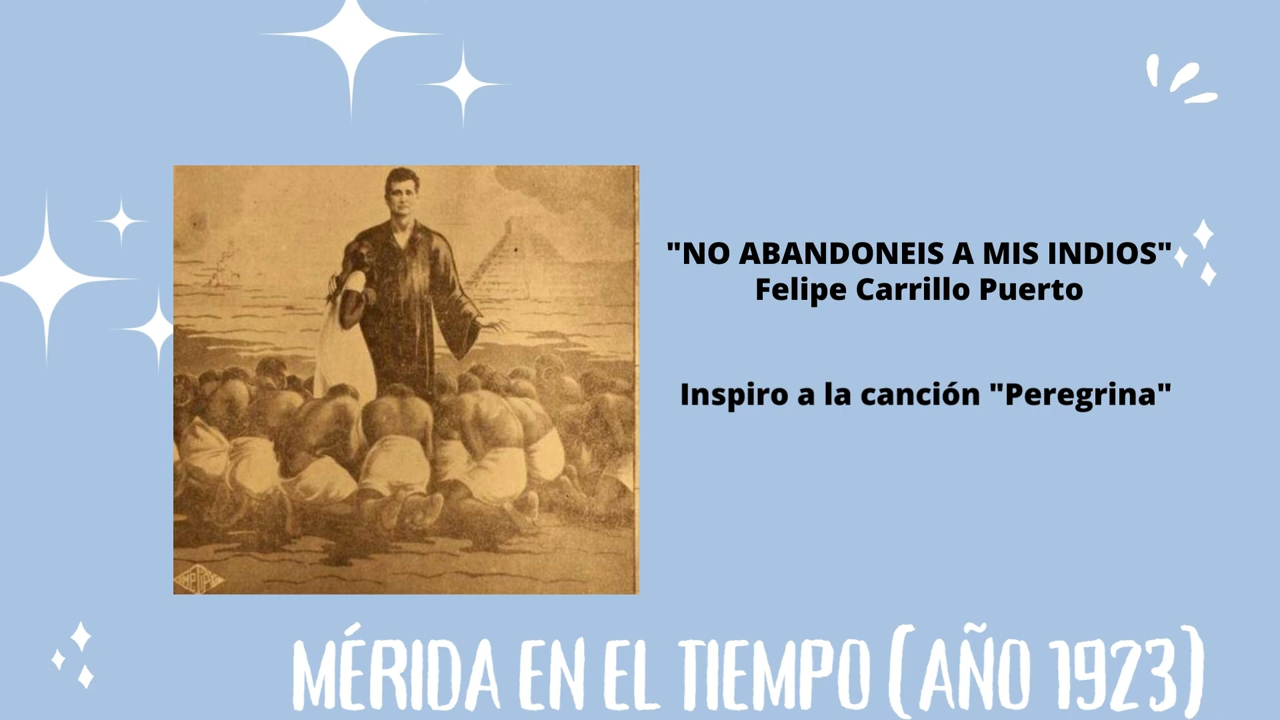 "NO ABANDONEIS A MIS INDIOS"
Felipe Carrillo Puerto
Inspiro a la canción "Peregrina"
MÉRIDA EN EL TIEMPO (AÑO 1923)